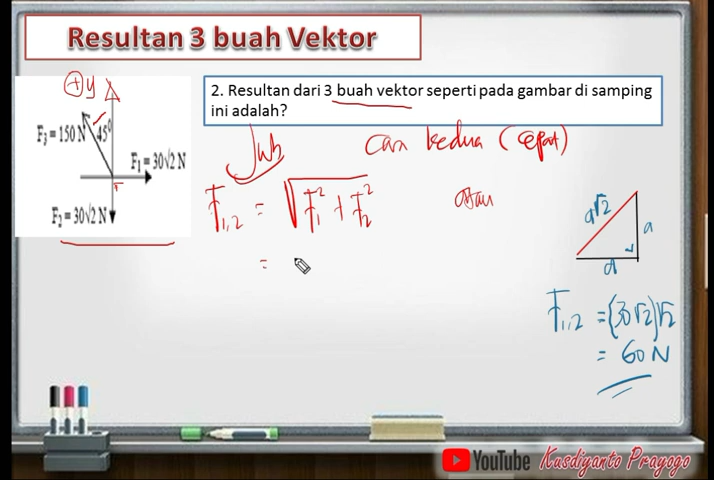 Resultan 3 buah Vektor
2. Resultan dari 3 buah vektor seperti pada gambar di samping
ini adalah?
+ y
F₃ = 150 N
45⁰
F₁ = 30√2 N
F₂ = 30√2 N
Jwb
cara kedua (cepat)
F₁,₂ = √F₁² + F₂²
=
atau
a√2
a
a
F₁,₂ = (30√2)√2
= 60 N
YouTube Kasdiyanto Prayogo